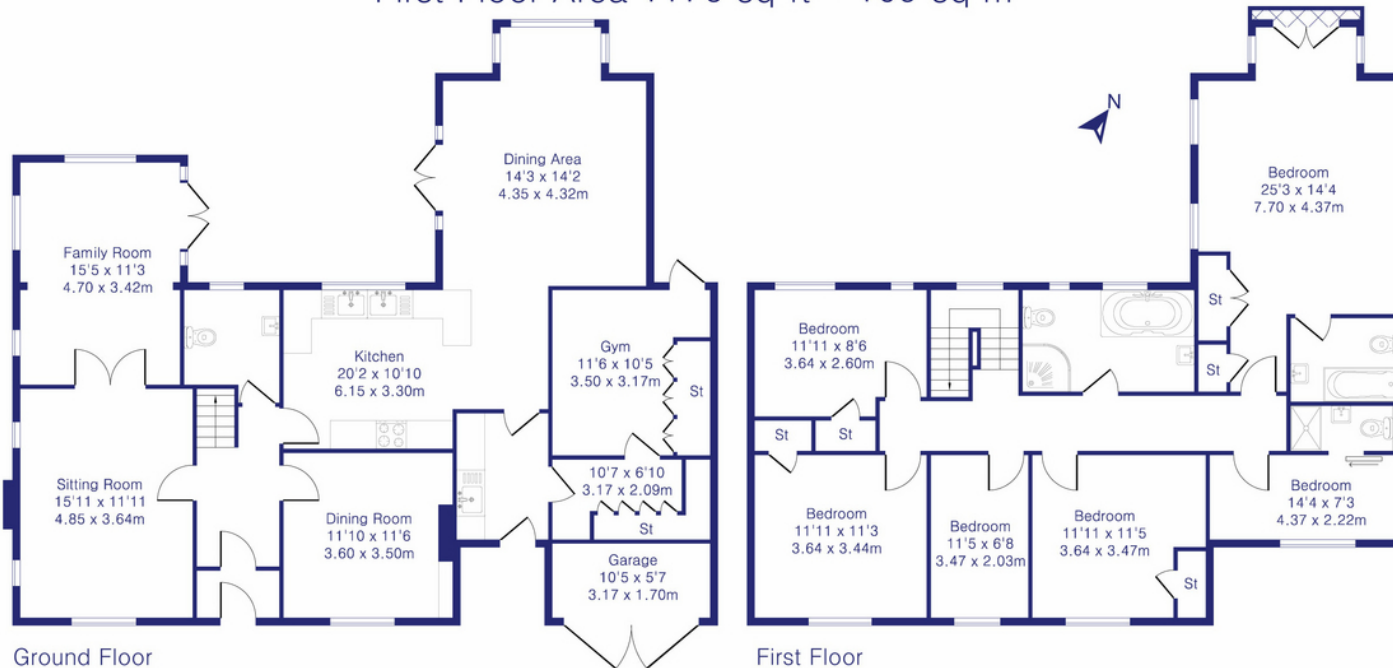 N
Dining Area
14'3 x 14'2
4.35 x 4.32m
Bedroom
25'3 x 14'4
7.70 x 4.37m
Family Room
15'5 x 11'3
4.70 x 3.42m
St
Bedroom
11'11 x 8'6
3.64 x 2.60m
Kitchen
20'2 x 10'10
6.15 x 3.30m
Gym
11'6 x 10'5
3.50 x 3.17m
St
St
St
St
Sitting Room
15'11 x 11'11
4.85 x 3.64m
10'7 x 6'10
3.17 x 2.09m
St
Dining Room
11'10 x 11'6
3.60 x 3.50m
Bedroom
11'11 x 11'3
3.64 x 3.44m
Bedroom
11'5 x 6'8
3.47 x 2.03m
Bedroom
11'11 x 11'5
3.64 x 3.47m
Bedroom
14'4 x 7'3
4.37 x 2.22m
St
Garage
10'5 x 5'7
3.17 x 1.70m
Ground Floor
First Floor